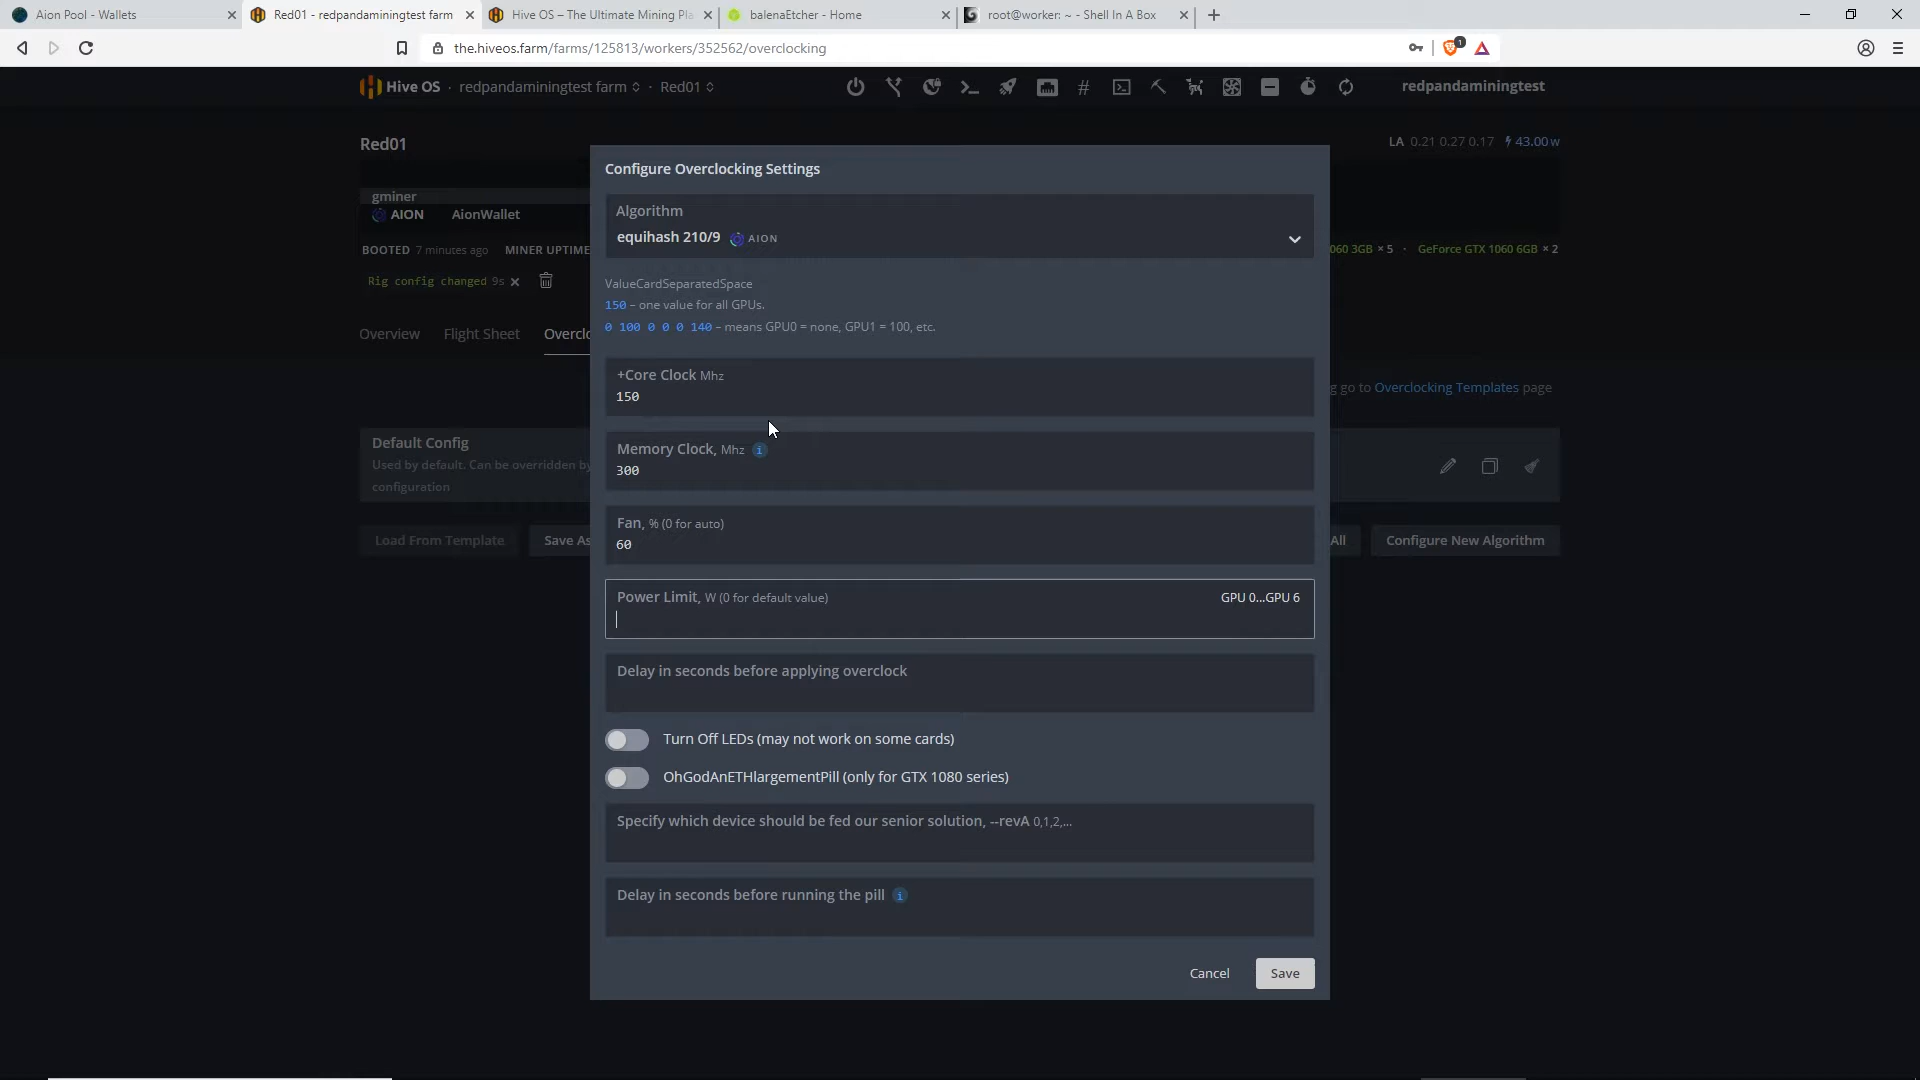 Aion Pool - Wallets
Red01 - redpandaminingtest farm
Hive OS – The Ultimate Mining Pla
balenaEtcher - Home
root@worker: ~ - Shell In A Box
the.hiveos.farm/farms/125813/workers/352562/overclocking
1
Hive OS · redpandaminingtest farm · Red01
redpandaminingtest
Red01
LA 0.21 0.27 0.17 43.00 w
gminer
AION AionWallet
BOOTED 7 minutes ago MINER UPTIME
060 3GB × 5 · GeForce GTX 1060 6GB × 2
Rig config changed 9s ×
Overview Flight Sheet Overclo
g go to Overclocking Templates page
Default Config
Used by default. Can be overridden by
configuration
Load From Template Save As All Configure New Algorithm
Configure Overclocking Settings
Algorithm
equihash 210/9 AION
ValueCardSeparatedSpace
150 – one value for all GPUs.
0 100 0 0 0 140 – means GPU0 = none, GPU1 = 100, etc.
+Core Clock Mhz
150
Memory Clock, Mhz i
300
Fan, % (0 for auto)
60
Power Limit, W (0 for default value) GPU 0...GPU 6
Delay in seconds before applying overclock
Turn Off LEDs (may not work on some cards)
OhGodAnETHlargementPill (only for GTX 1080 series)
Specify which device should be fed our senior solution, --revA 0,1,2,...
Delay in seconds before running the pill i
Cancel Save